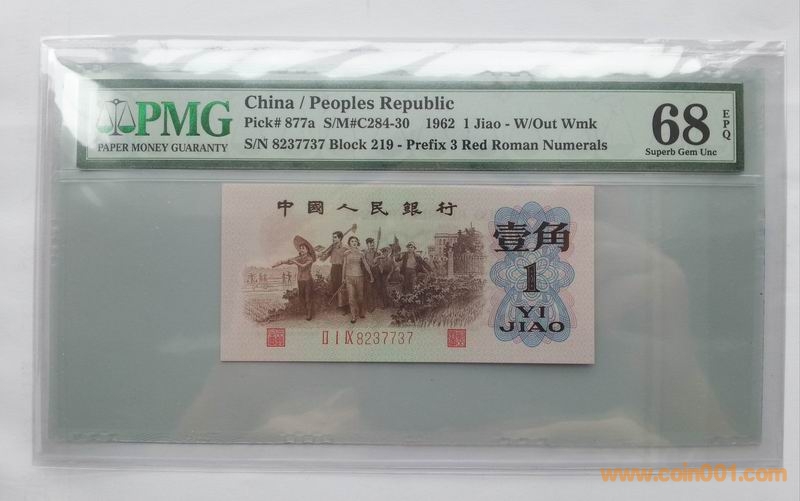 PMG
PAPER MONEY GUARANTY
China / Peoples Republic
Pick# 877a S/M#C284-30 1962 1 Jiao - W/Out Wmk
S/N 8237737 Block 219 - Prefix 3 Red Roman Numerals
68 EPQ
Superb Gem Unc
中國人民銀行
壹角
1
YI
JIAO
II I IX 8237737
www.coin001.com